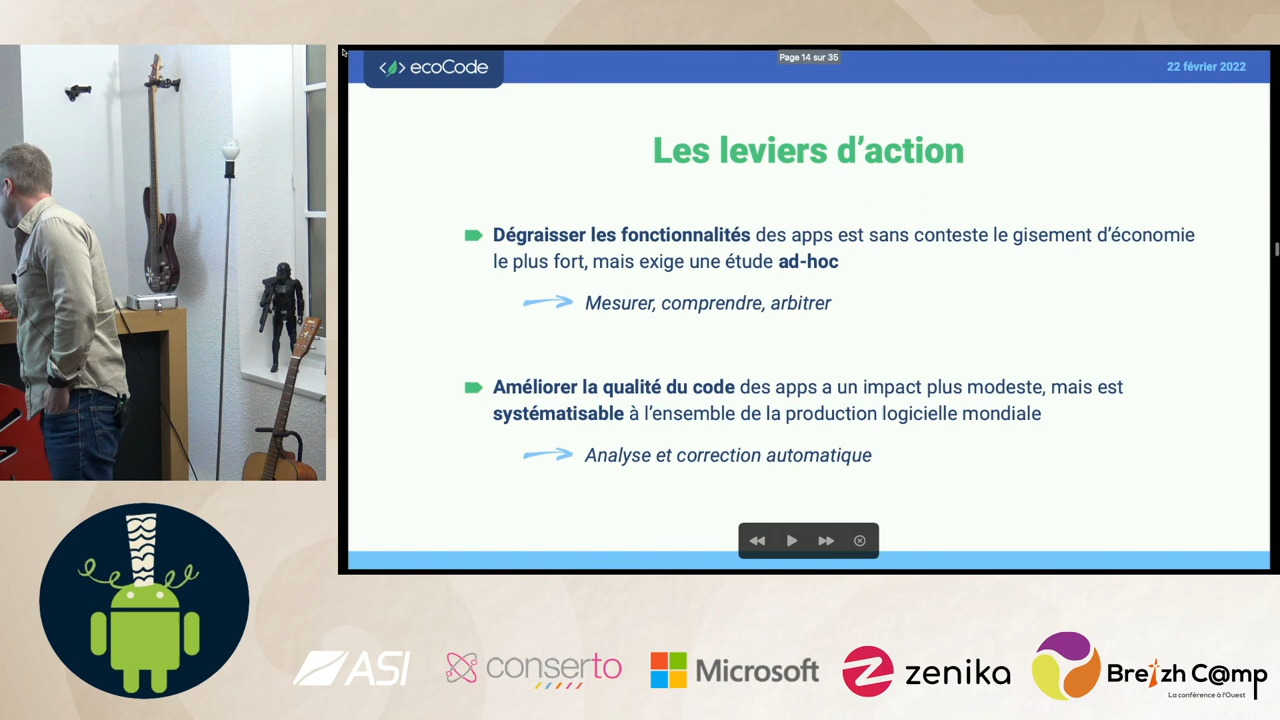 ecoCode
Page 14 sur 35
22 février 2022
Les leviers d’action
Dégraisser les fonctionnalités des apps est sans conteste le gisement d’économie
le plus fort, mais exige une étude ad-hoc
Mesurer, comprendre, arbitrer
Améliorer la qualité du code des apps a un impact plus modeste, mais est
systématisable à l’ensemble de la production logicielle mondiale
Analyse et correction automatique
ASI
conserto
Microsoft
zenika
Breizh C@mp
La conférence à l'Ouest